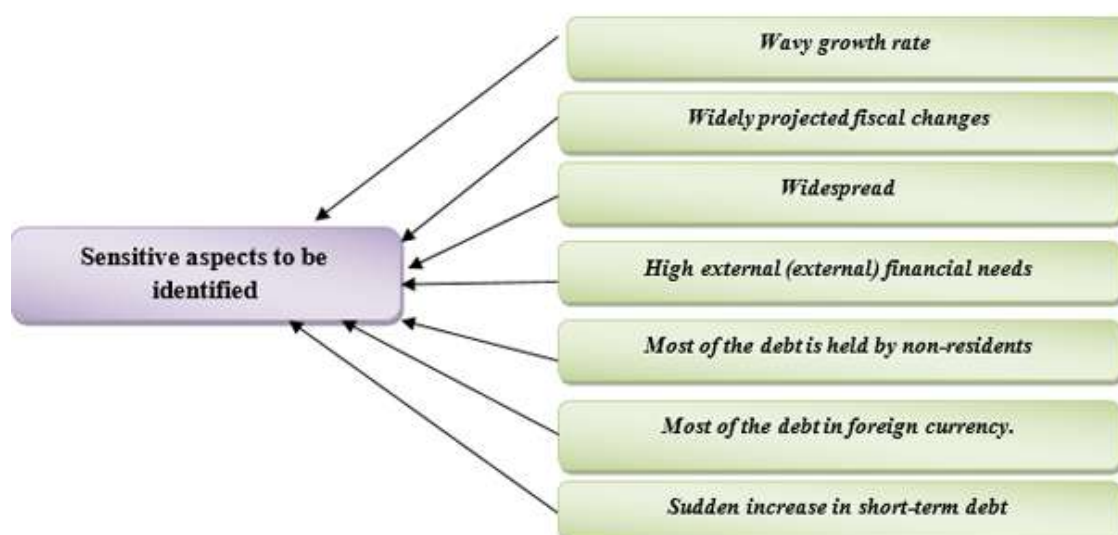 Wavy growth rate
Widely projected fiscal changes
Widespread
Sensitive aspects to be
identified
High external (external) financial needs
Most of the debt is held by non-residents
Most of the debt in foreign currency.
Sudden increase in short-term debt